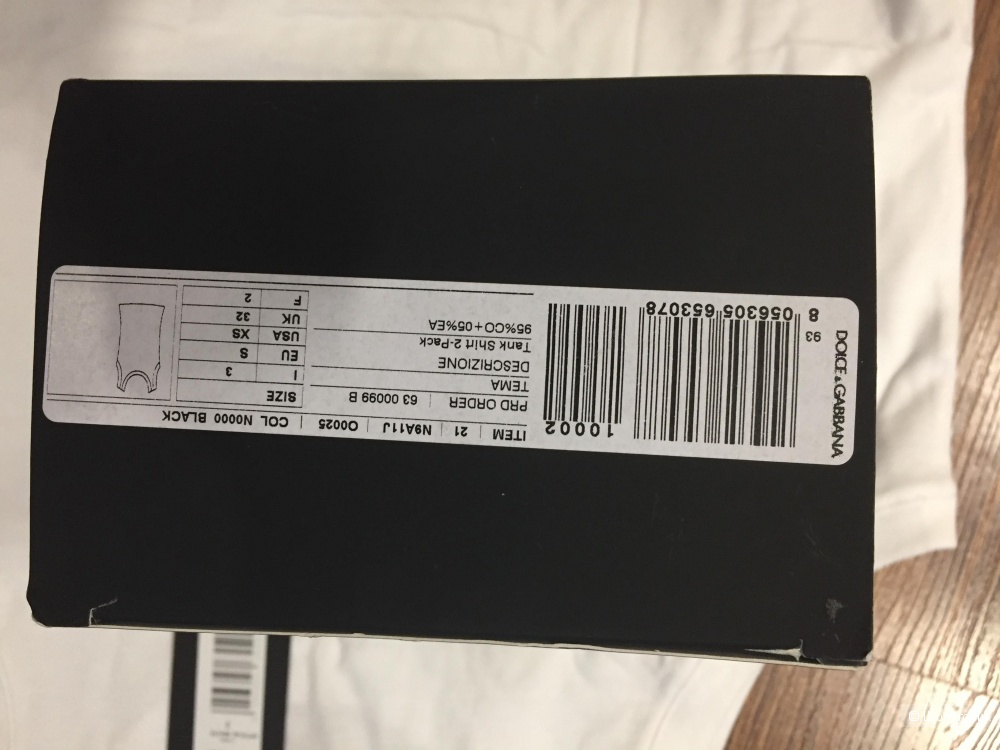 DOLCE & GABBANA
93
8 056305 653078
10002
ITEM | 21 | N9A11J | O0025 | COL N0000 BLACK
PRD ORDER | 63 00099 B
TEMA
DESCRIZIONE
Tank Shirt 2-Pack
95%CO+05%EA
SIZE
I 3
EU S
USA XS
UK 32
F 2